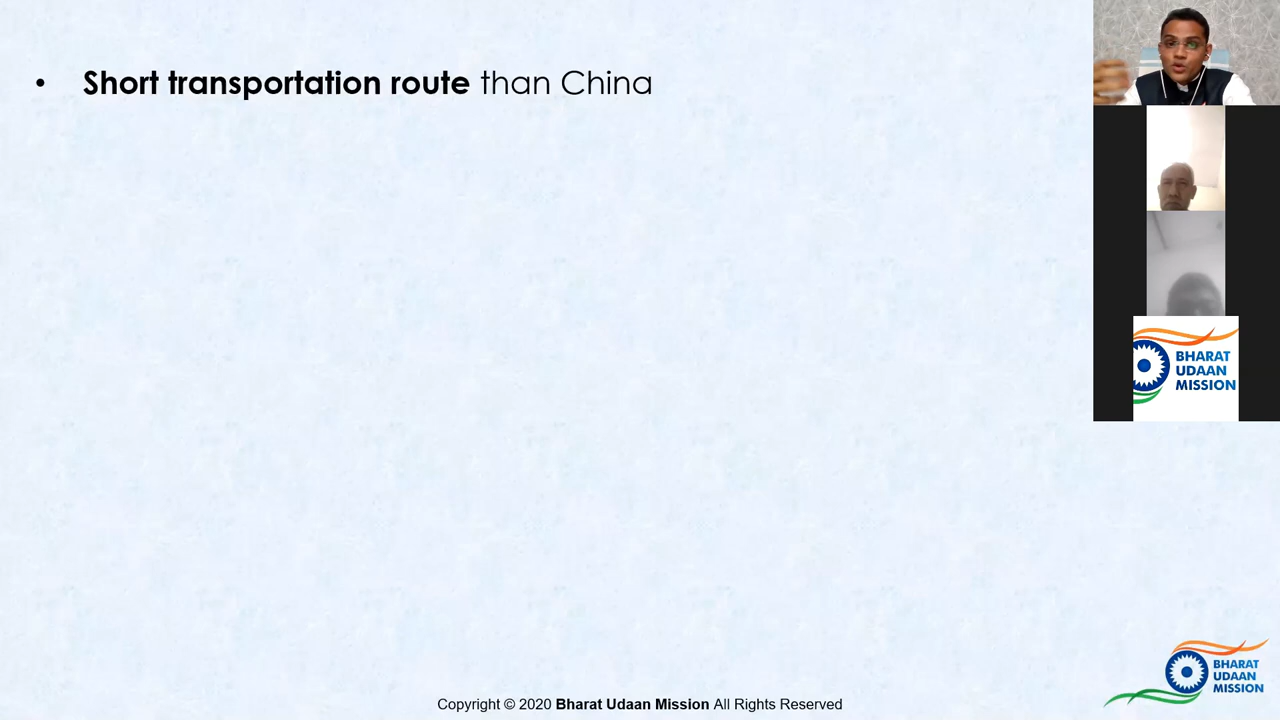 • Short transportation route than China
BHARAT
UDAAN
MISSION
BHARAT
UDAAN
MISSION
Copyright © 2020 Bharat Udaan Mission All Rights Reserved